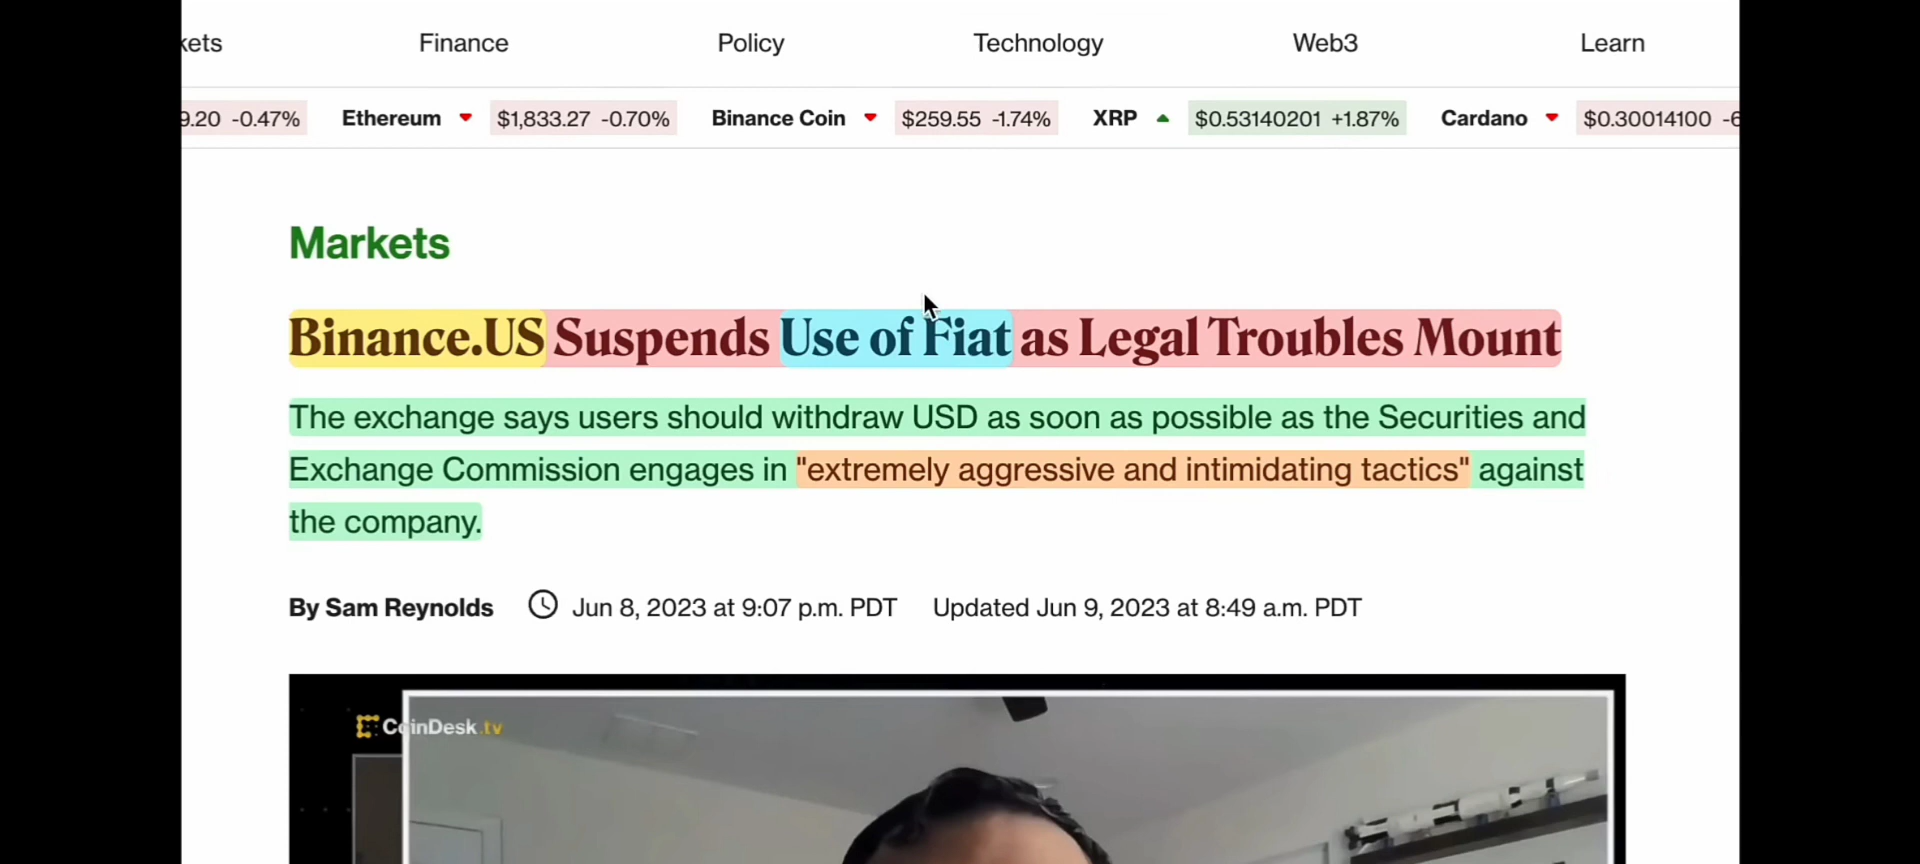 kets Finance Policy Technology Web3 Learn
9.20 -0.47% Ethereum $1,833.27 -0.70% Binance Coin $259.55 -1.74% XRP $0.53140201 +1.87% Cardano $0.30014100 -6
Markets
Binance.US Suspends Use of Fiat as Legal Troubles Mount
The exchange says users should withdraw USD as soon as possible as the Securities and
Exchange Commission engages in "extremely aggressive and intimidating tactics" against
the company.
By Sam Reynolds Jun 8, 2023 at 9:07 p.m. PDT Updated Jun 9, 2023 at 8:49 a.m. PDT
CoinDesk.tv